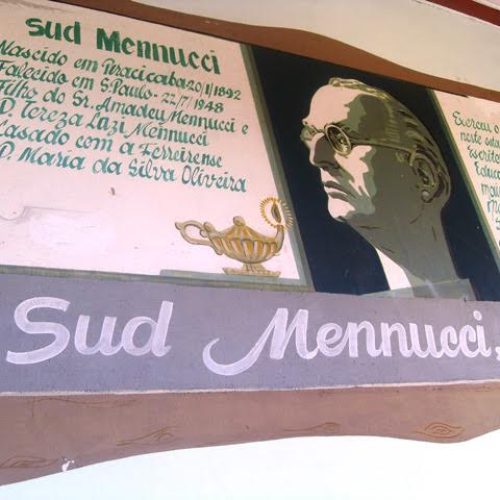 Sud Mennucci
Nascido em Piracicaba 20/1/1892
Falecido em S. Paulo - 22/7/1948
Filho do Sr. Amadeu Mennucci e
D. Tereza Lazi Mennucci
Casado com a Ferreirense
D. Maria da Silva Oliveira
Exerceu
Sud Mennucci.